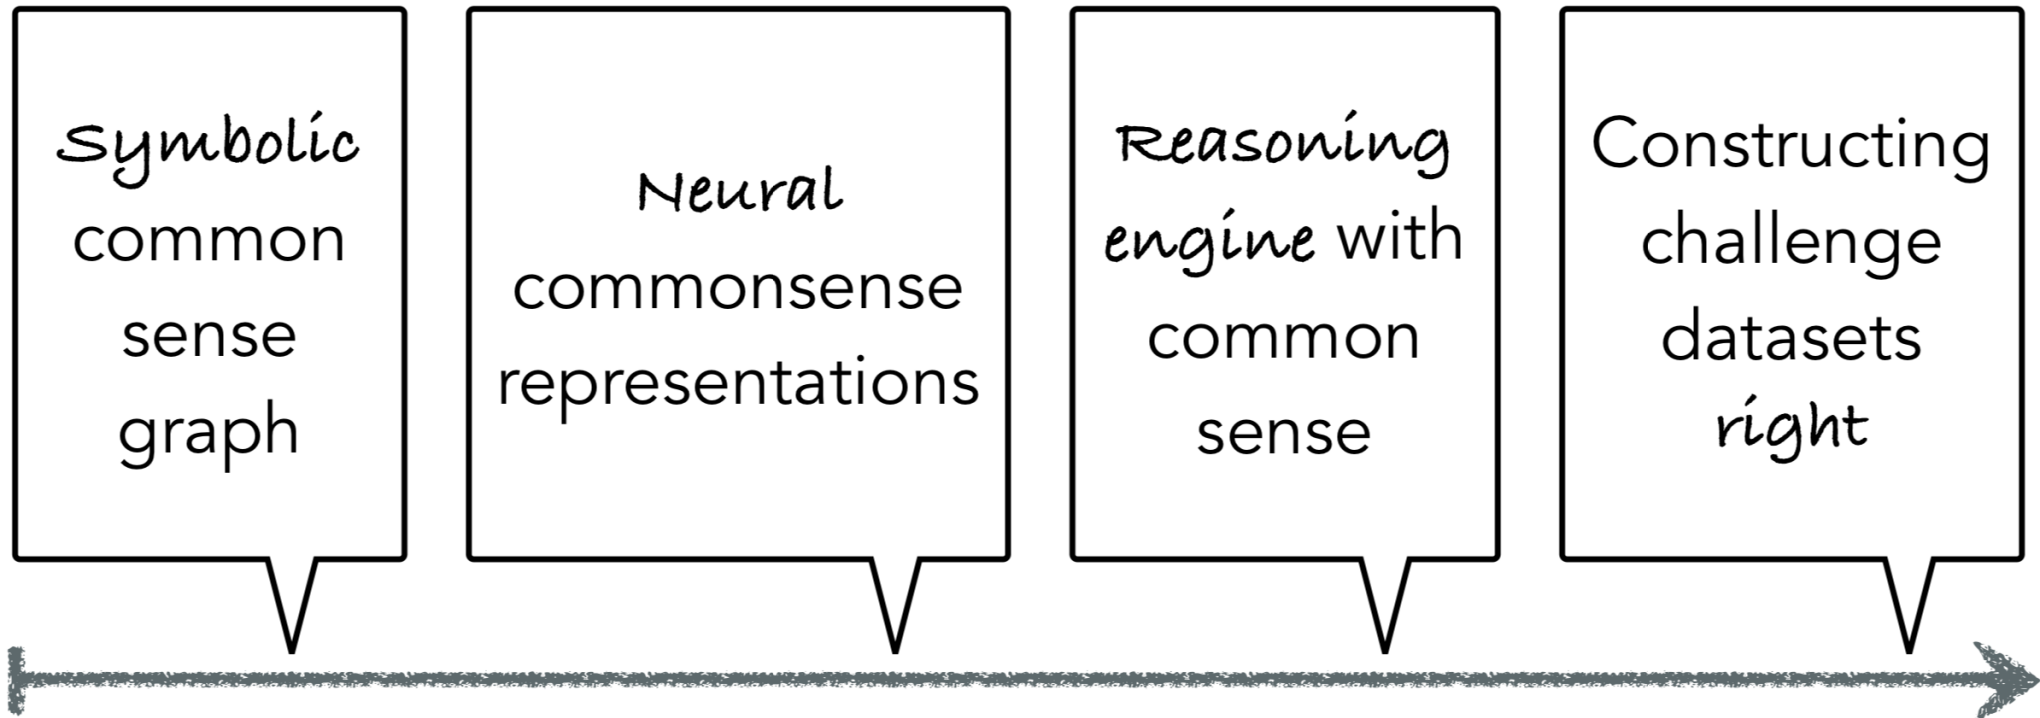 Symbolic
common
sense
graph
Neural
commonsense
representations
Reasoning
engine with
common
sense
Constructing
challenge
datasets
right